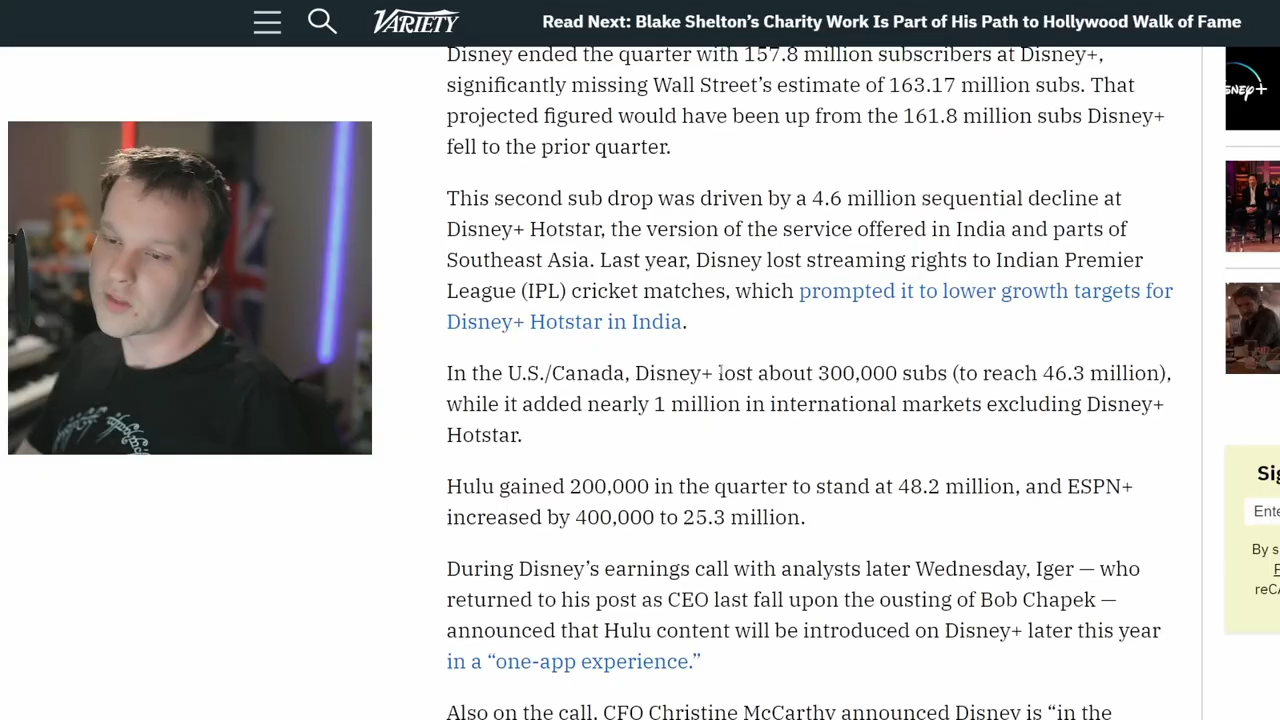 VARIETY
Read Next: Blake Shelton's Charity Work Is Part of His Path to Hollywood Walk of Fame
Disney ended the quarter with 157.8 million subscribers at Disney+,
significantly missing Wall Street’s estimate of 163.17 million subs. That
projected figured would have been up from the 161.8 million subs Disney+
fell to the prior quarter.
This second sub drop was driven by a 4.6 million sequential decline at
Disney+ Hotstar, the version of the service offered in India and parts of
Southeast Asia. Last year, Disney lost streaming rights to Indian Premier
League (IPL) cricket matches, which prompted it to lower growth targets for
Disney+ Hotstar in India.
In the U.S./Canada, Disney+ lost about 300,000 subs (to reach 46.3 million),
while it added nearly 1 million in international markets excluding Disney+
Hotstar.
Hulu gained 200,000 in the quarter to stand at 48.2 million, and ESPN+
increased by 400,000 to 25.3 million.
During Disney’s earnings call with analysts later Wednesday, Iger — who
returned to his post as CEO last fall upon the ousting of Bob Chapek —
announced that Hulu content will be introduced on Disney+ later this year
in a “one-app experience.”
Also on the call, CFO Christine McCarthy announced Disney is “in the
SNEY+
Sig
Ente
By s
P
reCA